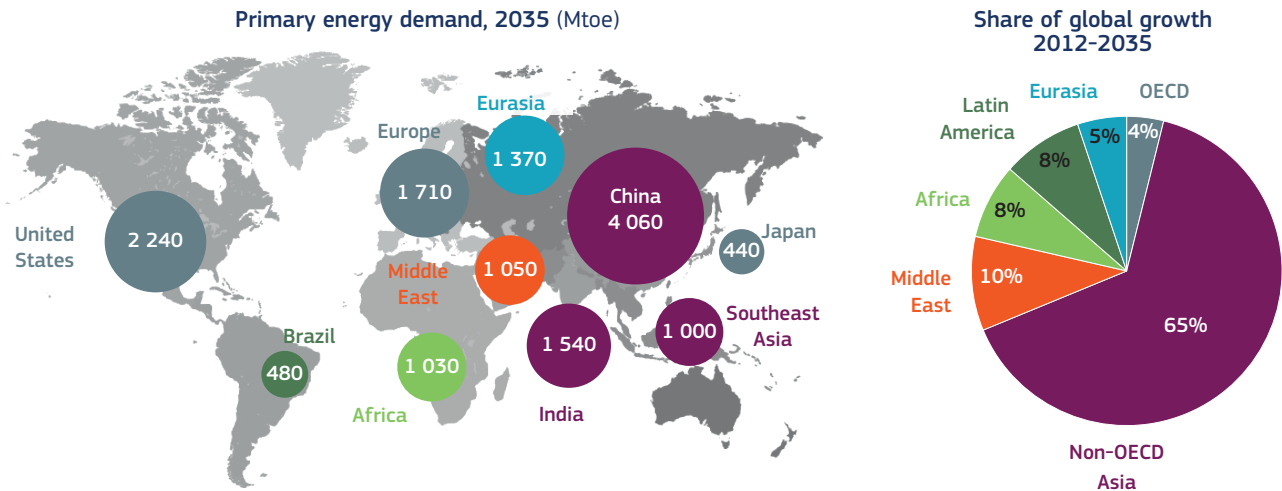 Primary energy demand, 2035 (Mtoe)
United
States
2 240
Brazil
480
Europe
1 710
Eurasia
1 370
Middle
East
1 050
Africa
1 030
China
4 060
India
1 540
Japan
440
Southeast
Asia
1 000
Share of global growth
2012-2035
OECD
4%
Eurasia
5%
Latin
America
8%
Africa
8%
Middle
East
10%
65%
Non-OECD
Asia